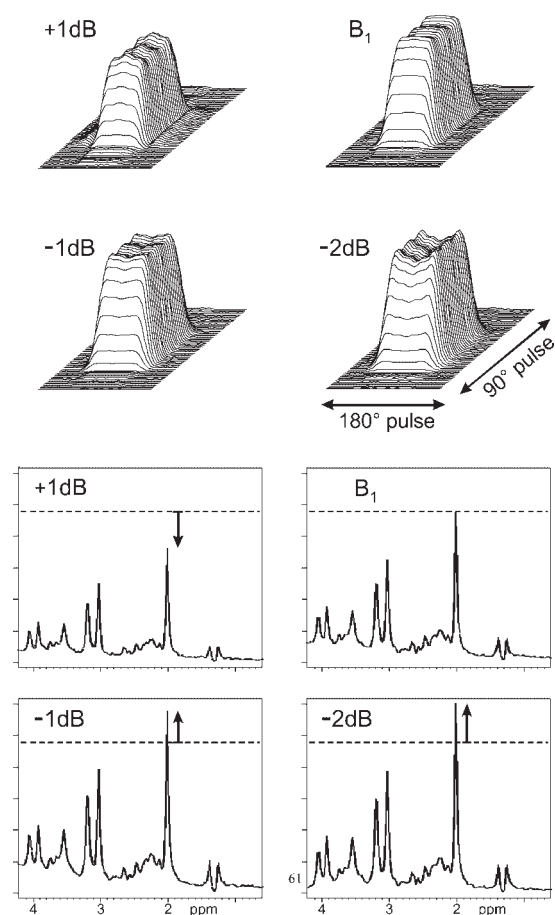 +1dB B₁
-1dB -2dB
90° pulse
180° pulse
+1dB B₁
-1dB -2dB
61
4 3 2 ppm 4 3 2 ppm